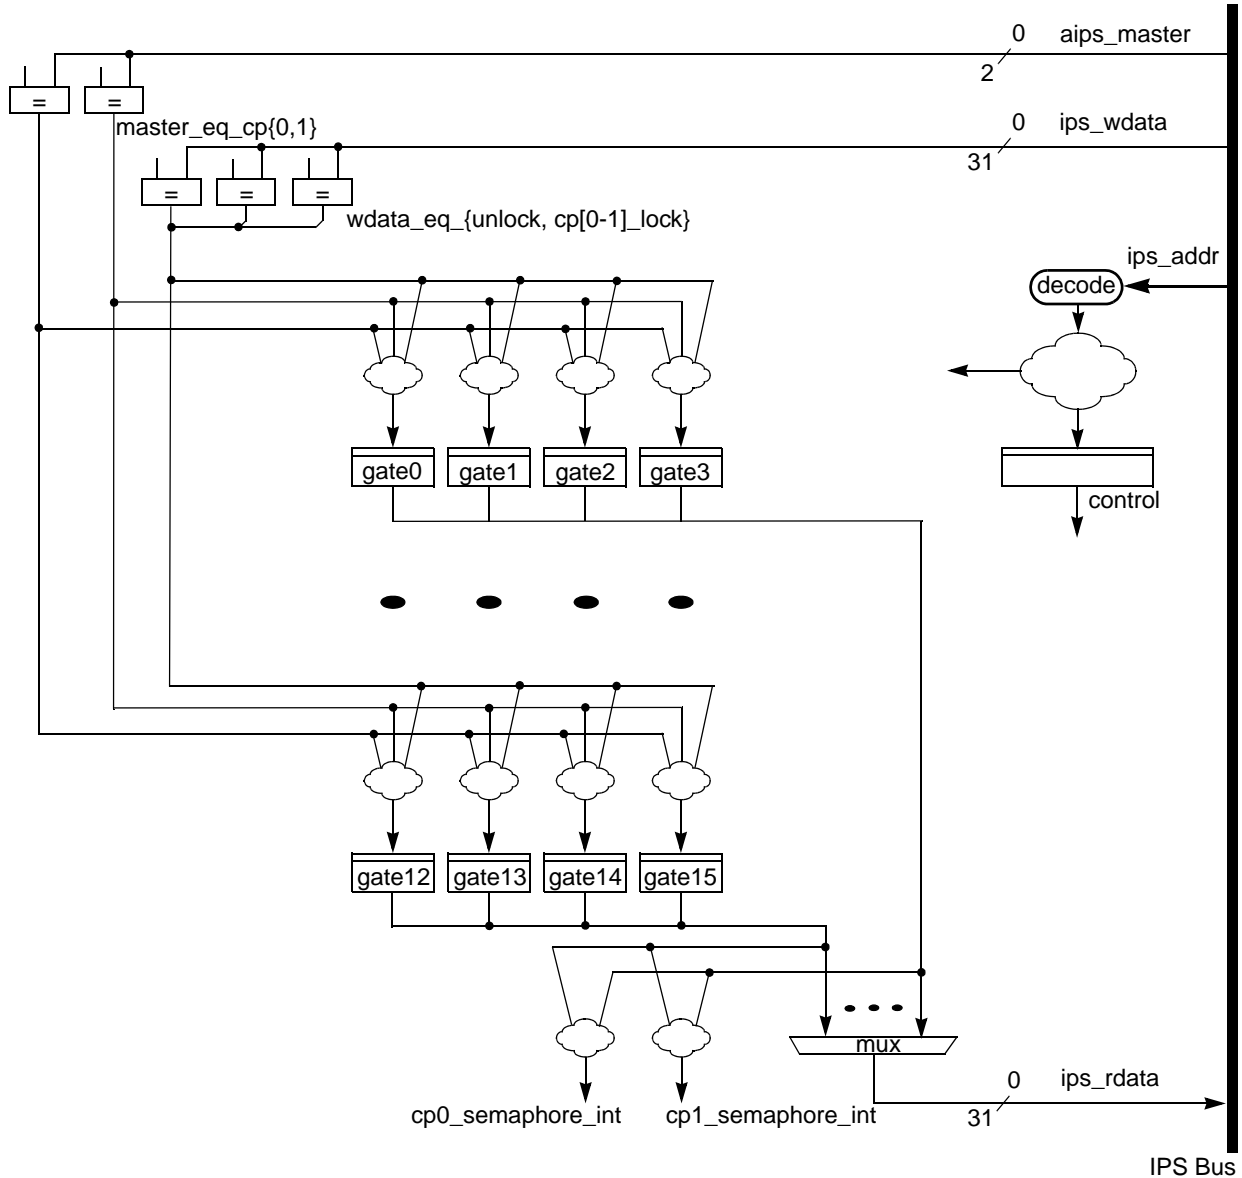 0 aips_master
2
= =
master_eq_cp{0,1}
0 ips_wdata
31
= = =
wdata_eq_{unlock, cp[0-1]_lock}
ips_addr
decode
gate0 gate1 gate2 gate3
control
gate12 gate13 gate14 gate15
mux
0 ips_rdata
31
cp0_semaphore_int cp1_semaphore_int
IPS Bus